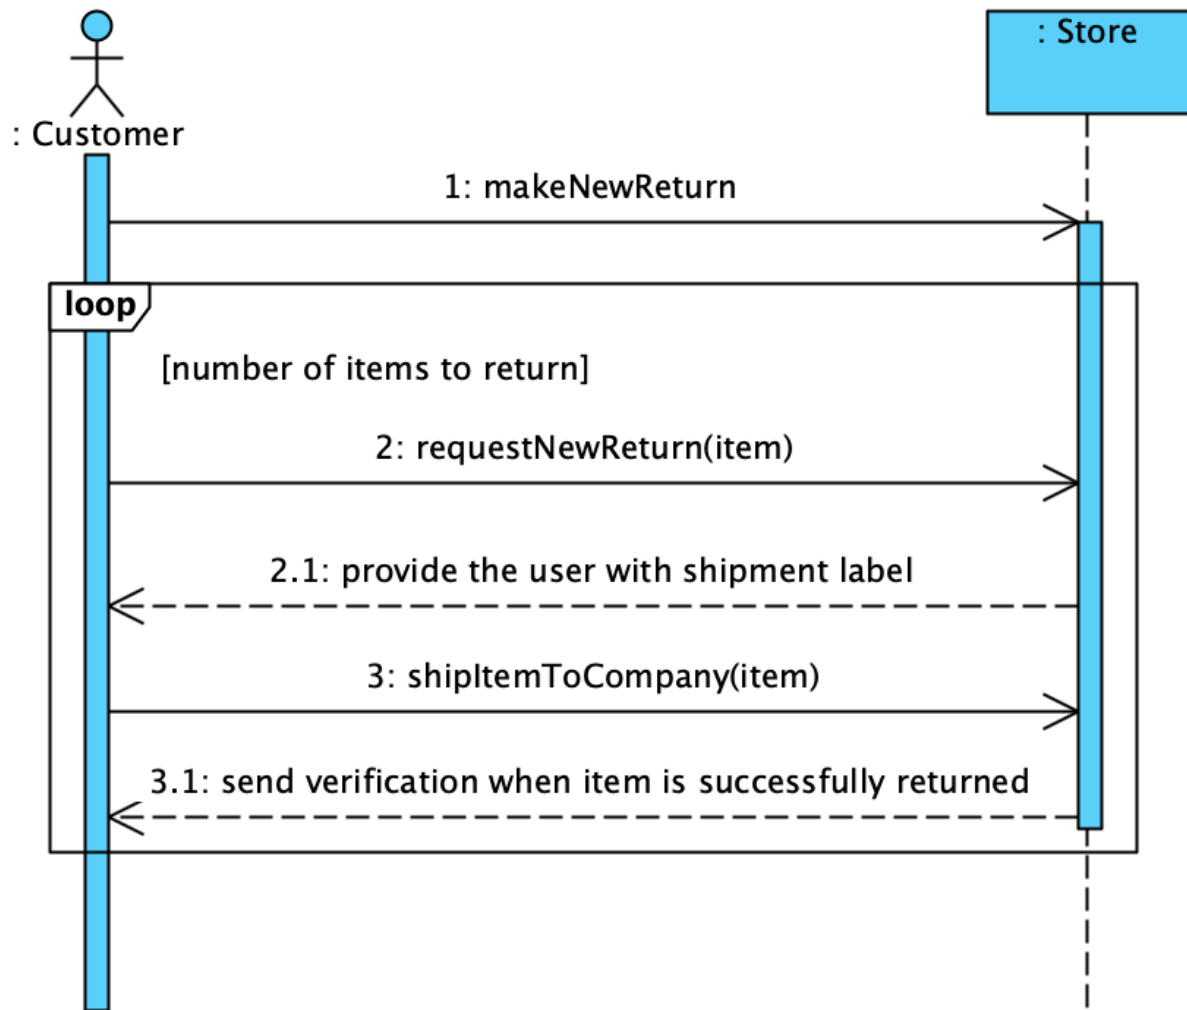 : Store
: Customer
1: makeNewReturn
loop
[number of items to return]
2: requestNewReturn(item)
2.1: provide the user with shipment label
3: shipItemToCompany(item)
3.1: send verification when item is successfully returned